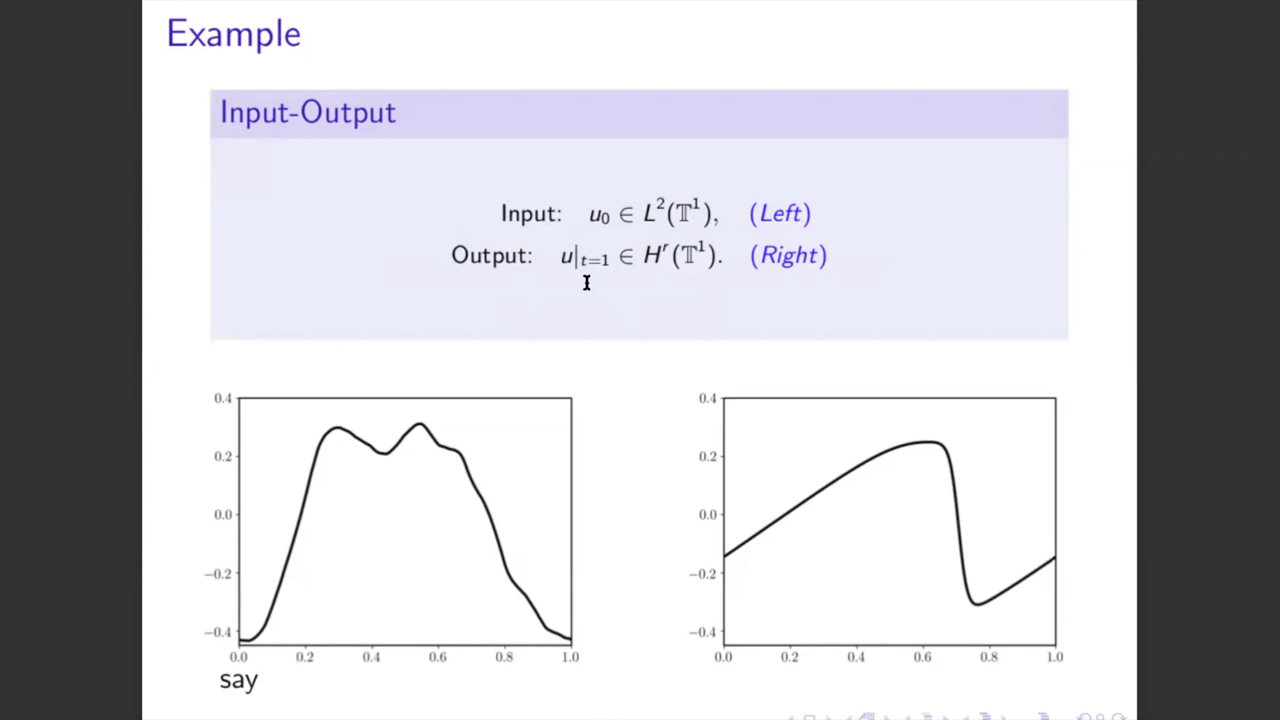 Example
Input-Output
Input: u₀ ∈ L²(𝕋¹), (Left)
Output: u|ₜ₌₁ ∈ Hʳ(𝕋¹). (Right)
0.4
0.2
0.0
−0.2
−0.4
0.0 0.2 0.4 0.6 0.8 1.0
0.4
0.2
0.0
−0.2
−0.4
0.0 0.2 0.4 0.6 0.8 1.0
say